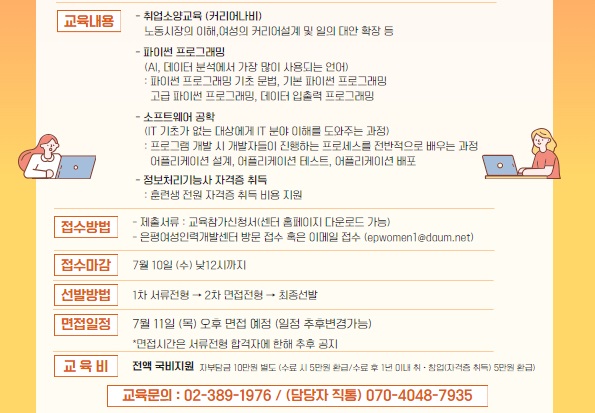 교육내용
- 취업소양교육 (커리어나비)
노동시장의 이해,여성의 커리어설계 및 일의 대안 확장 등
- 파이썬 프로그래밍
(AI, 데이터 분석에서 가장 많이 사용되는 언어)
: 파이썬 프로그래밍 기초 문법, 기본 파이썬 프로그래밍
고급 파이썬 프로그래밍, 데이터 입출력 프로그래밍
- 소프트웨어 공학
(IT 기초가 없는 대상에게 IT 분야 이해를 도와주는 과정)
: 프로그램 개발 시 개발자들이 진행하는 프로세스를 전반적으로 배우는 과정
어플리케이션 설계, 어플리케이션 테스트, 어플리케이션 배포
- 정보처리기능사 자격증 취득
: 훈련생 전원 자격증 취득 비용 지원
접수방법
- 제출서류 : 교육참가신청서(센터 홈페이지 다운로드 가능)
- 은평여성인력개발센터 방문 접수 혹은 이메일 접수 (epwomen1@daum.net)
접수마감
7월 10일 (수) 낮12시까지
선발방법
1차 서류전형 → 2차 면접전형 → 최종선발
면접일정
7월 11일 (목) 오후 면접 예정 (일정 추후변경가능)
*면접시간은 서류전형 합격자에 한해 추후 공지
교 육 비
전액 국비지원 자부담금 10만원 별도 (수료 시 5만원 환급/수료 후 1년 이내 취·창업(자격증 취득) 5만원 환급)
교육문의 : 02-389-1976 / (담당자 직통) 070-4048-7935